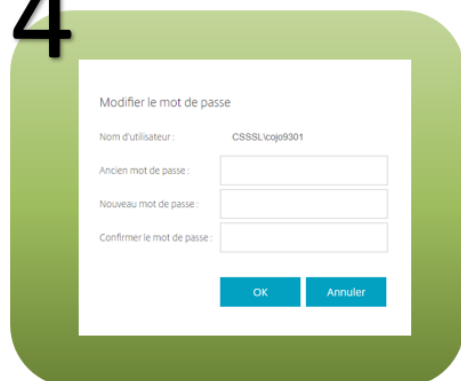 4
Modifier le mot de passe
Nom d'utilisateur : CSSSL\cojo9301
Ancien mot de passe :
Nouveau mot de passe :
Confirmer le mot de passe :
OK Annuler